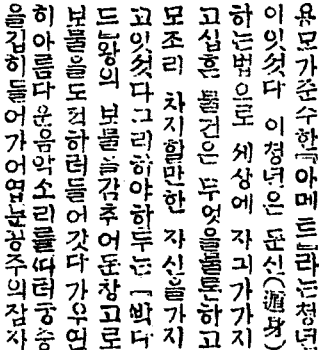 용모가준수한「아메드」라는청년
이잇섯다 이청년은 둔신(遁身)
하는법으로 세상에 자긔가가지
고십흔 물건은 무엇을물론하고
모조리 차지할만한 자신을가지
고잇섯다그리하야하두는「박다
드」왕의 보물을감추어둔창고로
보물을도적하러들어갓다가우연
히아름다운음악소리를ᄯᅡ러궁중
을깁히들어가어엽분공주의잠자